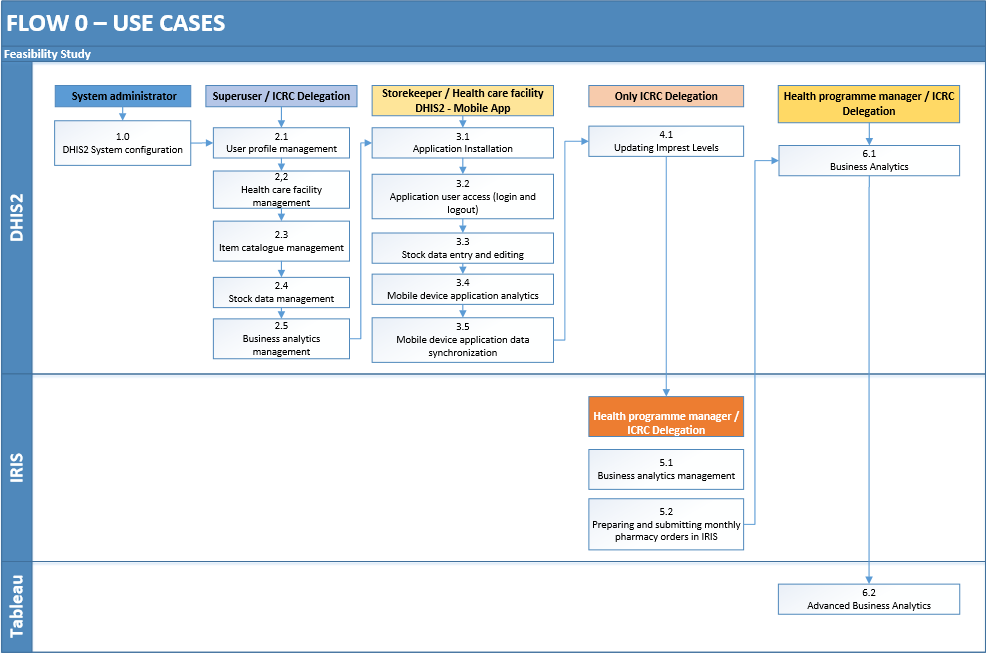 FLOW 0 – USE CASES
Feasibility Study
DHIS2
System administrator
1.0
DHIS2 System configuration
Superuser / ICRC Delegation
2.1
User profile management
2,2
Health care facility
management
2.3
Item catalogue management
2.4
Stock data management
2.5
Business analytics
management
Storekeeper / Health care facility
DHIS2 - Mobile App
3.1
Application Installation
3.2
Application user access (login and
logout)
3.3
Stock data entry and editing
3.4
Mobile device application analytics
3.5
Mobile device application data
synchronization
Only ICRC Delegation
4.1
Updating Imprest Levels
Health programme manager / ICRC
Delegation
6.1
Business Analytics
IRIS
Health programme manager /
ICRC Delegation
5.1
Business analytics management
5.2
Preparing and submitting monthly
pharmacy orders in IRIS
Tableau
6.2
Advanced Business Analytics